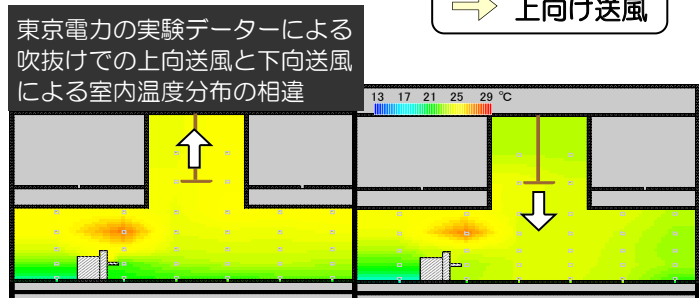 上向け送風
東京電力の実験データーによる
吹抜けでの上向送風と下向送風
による室内温度分布の相違
13 17 21 25 29 ℃